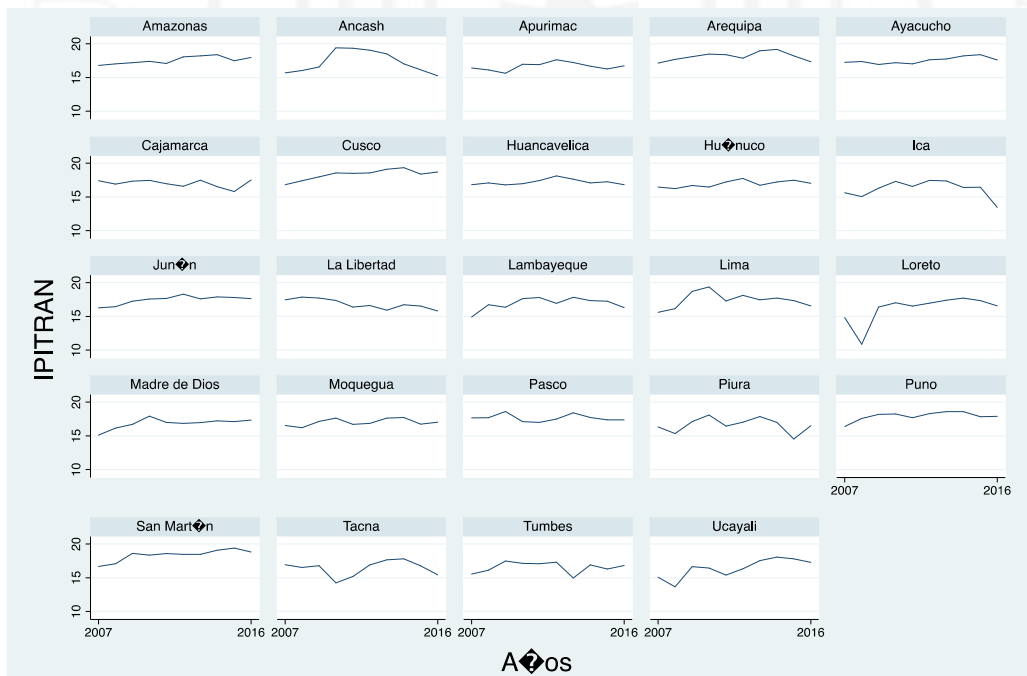 Amazonas Ancash Apurimac Arequipa Ayacucho
20
15
10
Cajamarca Cusco Huancavelica Hu�nuco Ica
20
15
10
Jun�n La Libertad Lambayeque Lima Loreto
20
15
10
IPITRAN
Madre de Dios Moquegua Pasco Piura Puno
20
15
10
2007 2016
San Mart�n Tacna Tumbes Ucayali
20
15
10
2007 2016 2007 2016 2007 2016 2007 2016
A�os